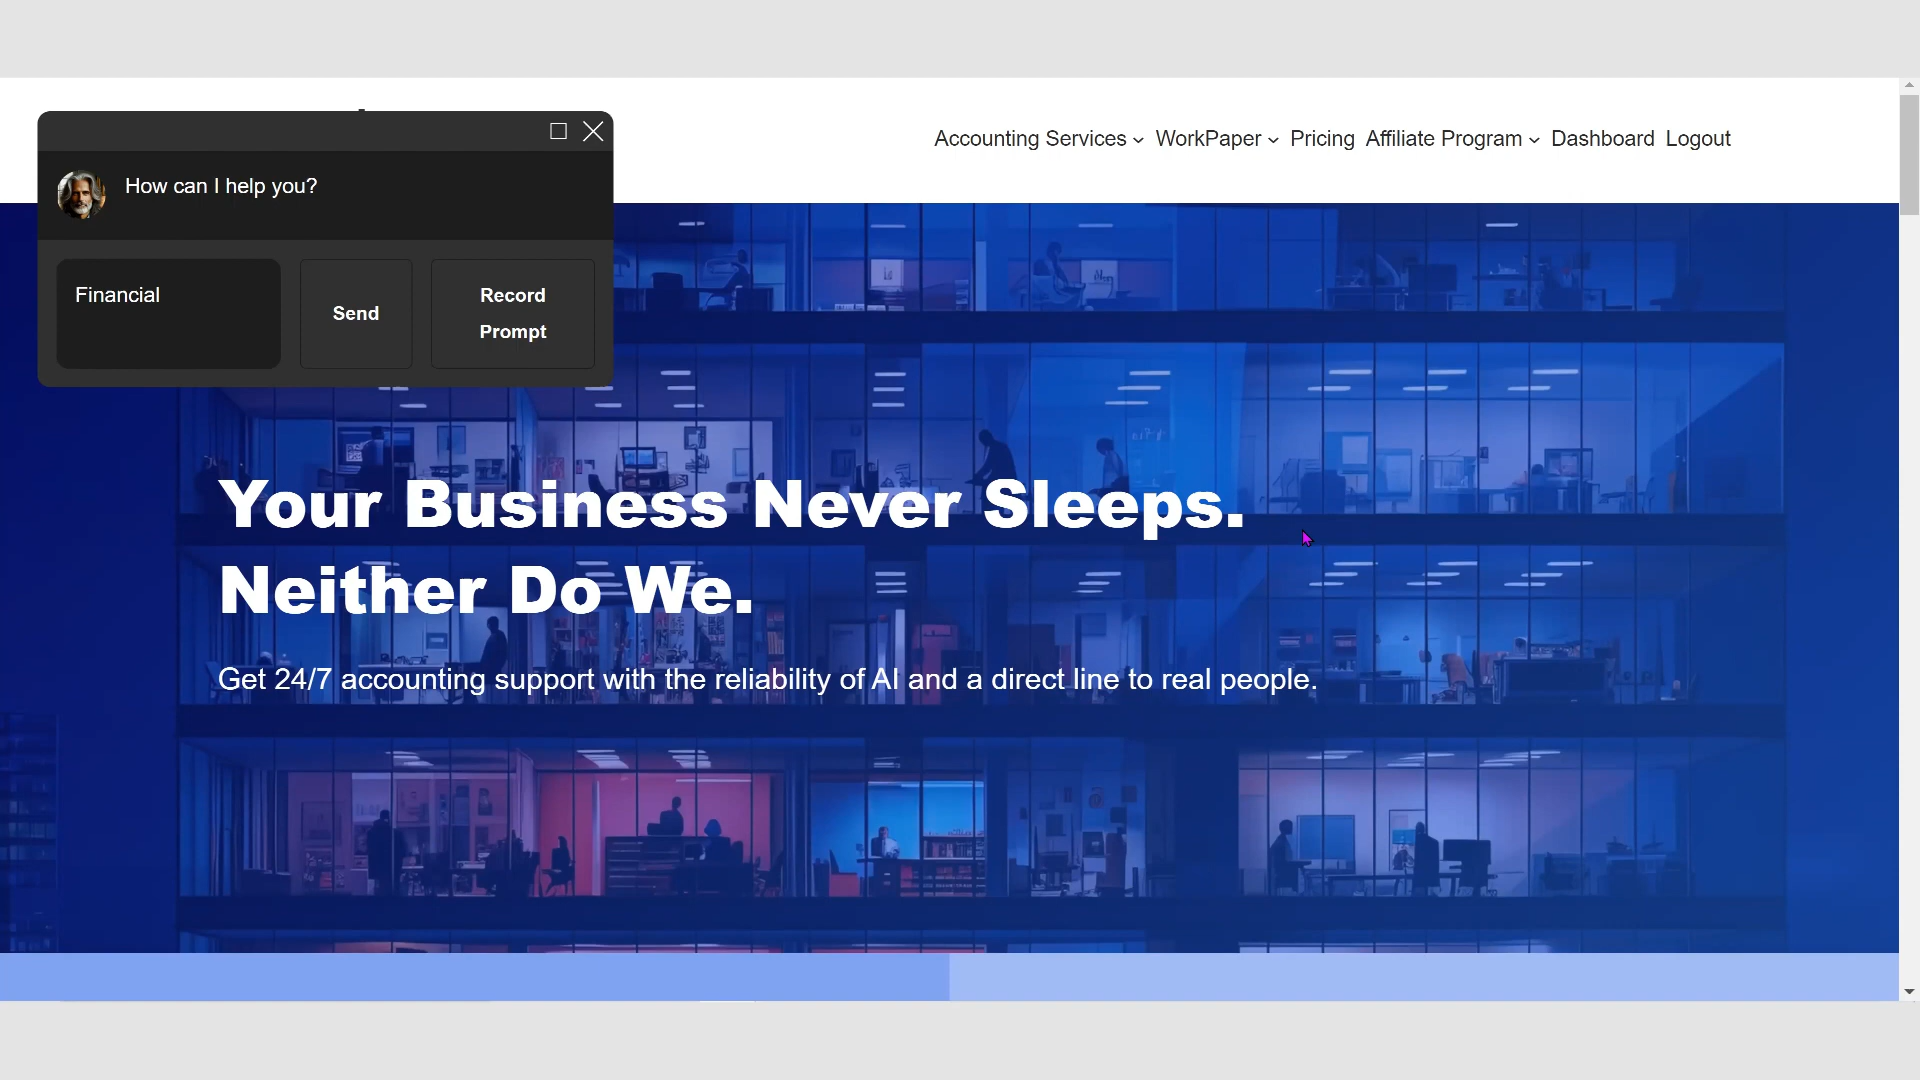 Accounting Services WorkPaper Pricing Affiliate Program Dashboard Logout
How can I help you?
Financial
Send
Record
Prompt
Your Business Never Sleeps.
Neither Do We.
Get 24/7 accounting support with the reliability of AI and a direct line to real people.